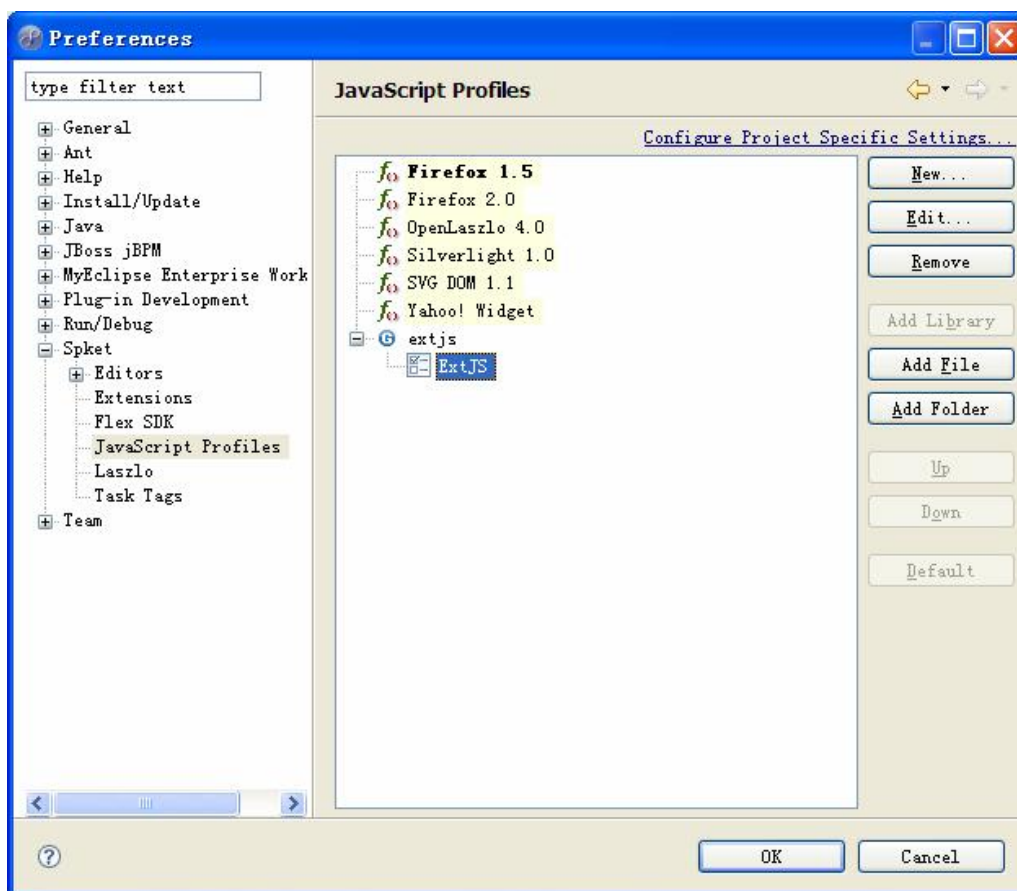 Preferences
type filter text
General
Ant
Help
Install/Update
Java
JBoss jBPM
MyEclipse Enterprise Work
Plug-in Development
Run/Debug
Spket
Editors
Extensions
Flex SDK
JavaScript Profiles
Laszlo
Task Tags
Team
JavaScript Profiles
Configure Project Specific Settings...
Firefox 1.5
Firefox 2.0
OpenLaszlo 4.0
Silverlight 1.0
SVG DOM 1.1
Yahoo! Widget
extjs
ExtJS
New...
Edit...
Remove
Add Library
Add File
Add Folder
Up
Down
Default
OK
Cancel